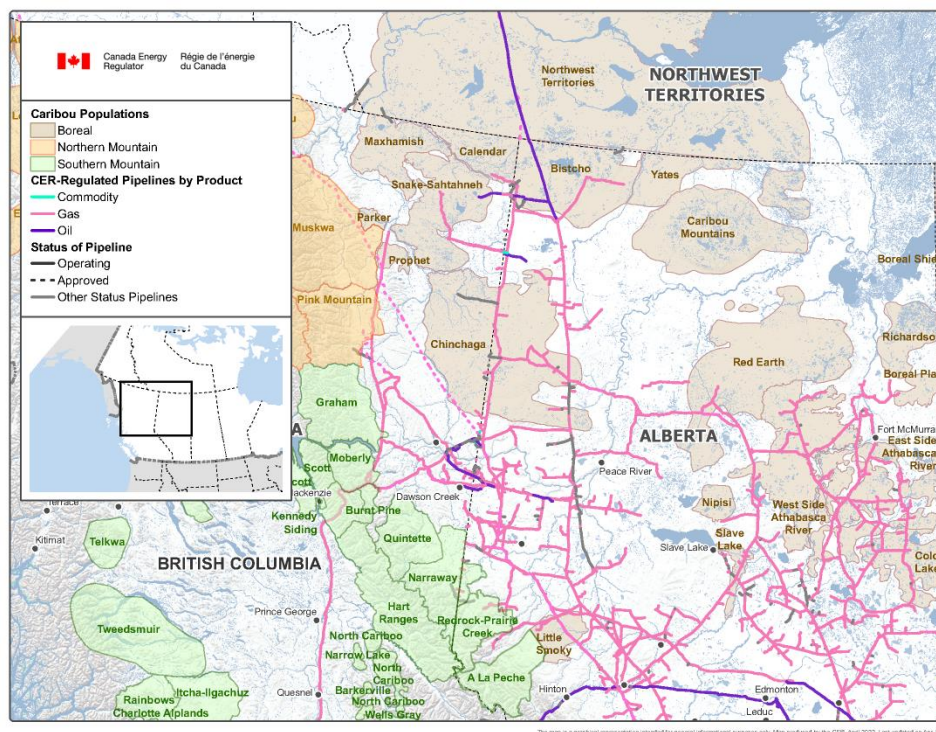 Canada Energy Regulator
Régie de l'énergie du Canada
Caribou Populations
Boreal
Northern Mountain
Southern Mountain
CER-Regulated Pipelines by Product
Commodity
Gas
Oil
Status of Pipeline
Operating
Approved
Other Status Pipelines
NORTHWEST
TERRITORIES
Northwest
Territories
Maxhamish
Calendar
Bistcho
Yates
Snake-Sahtahneh
Caribou
Mountains
Parker
Muskwa
Prophet
Boreal Shie
Pink Mountain
Chinchaga
Red Earth
Richardso
Boreal Pla
Graham
ALBERTA
Fort McMurra
East Side
Athabasca
River
Moberly
Scott
Peace River
Dawson Creek
Kennedy
Siding
Burnt Pine
Nipisi
West Side
Athabasca
River
Quintette
Slave
Lake
Slave Lake
Cold
Lake
Kitimat
Telkwa
BRITISH COLUMBIA
Narraway
Prince George
Hart
Ranges
Redrock-Prairie
Creek
Tweedsmuir
North Cariboo
Narrow Lake
North
Cariboo
Little
Smoky
A La Peche
Itcha-Ilgachuz
Rainbows
Charlotte Alplands
Quesnel
Barkerville
North Cariboo
Wells Gray
Hinton
Edmonton
Leduc